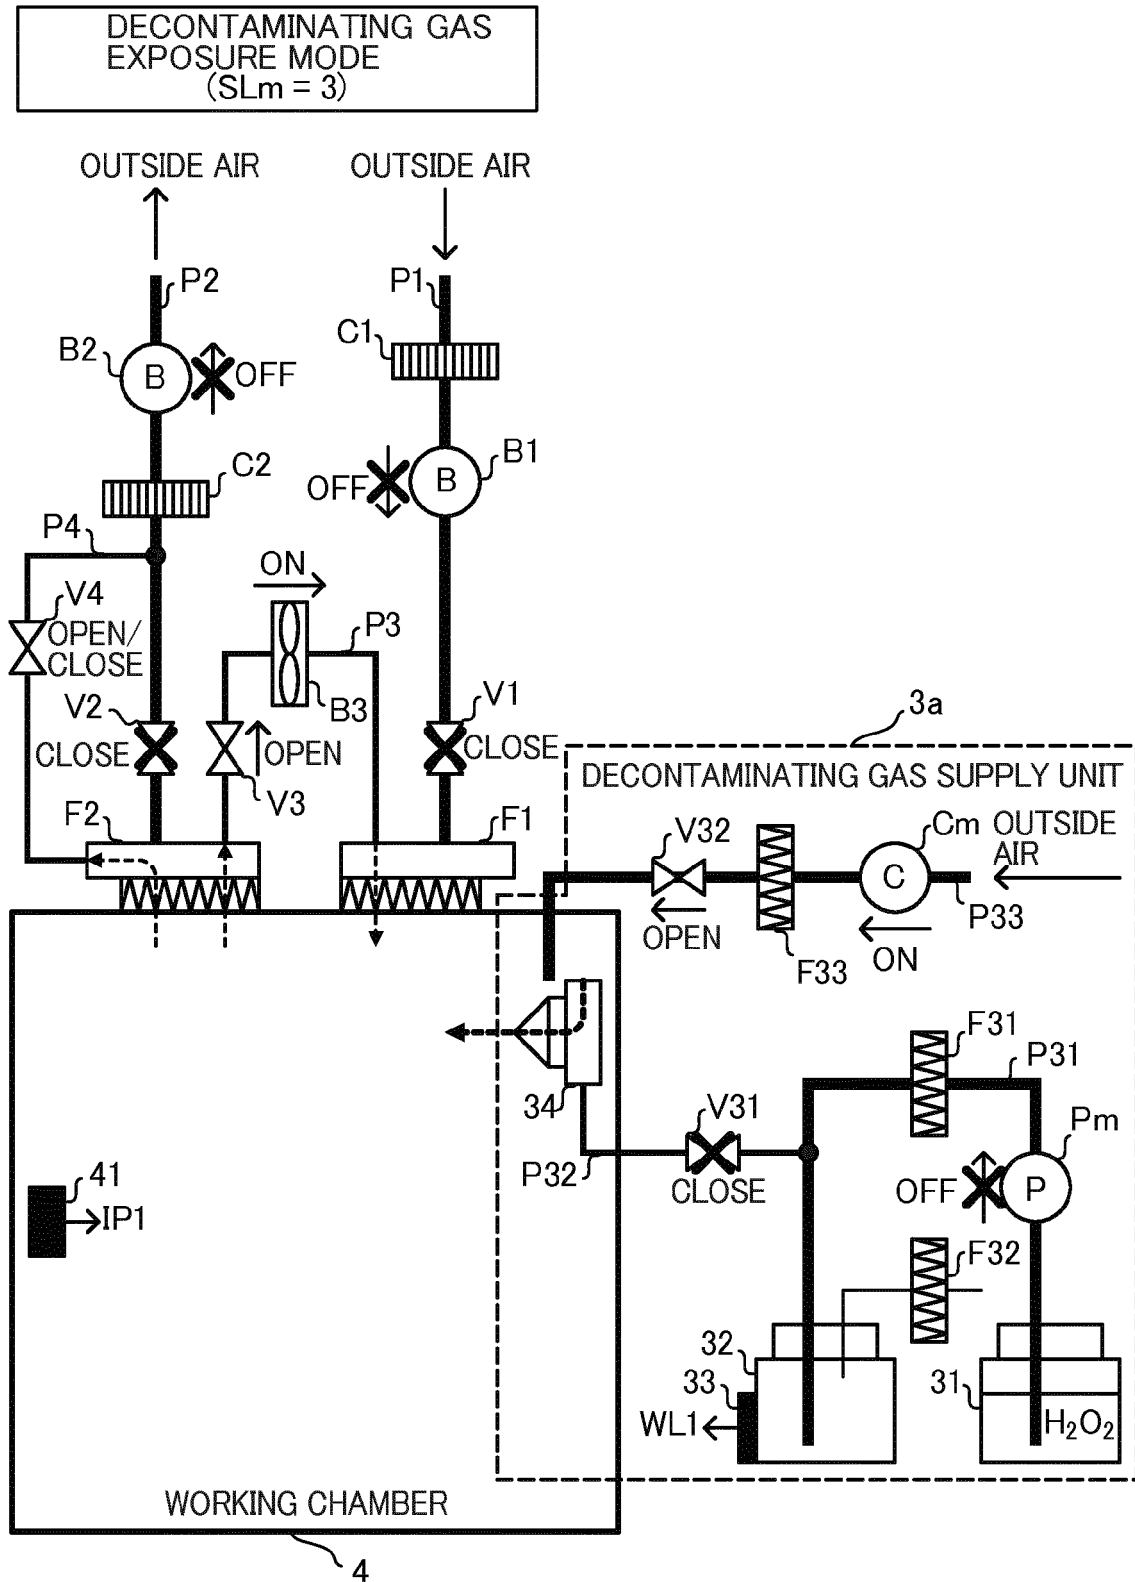 DECONTAMINATING GAS
EXPOSURE MODE
(SLm = 3)
OUTSIDE AIR
OUTSIDE AIR
P2
P1
C1
B2
B
OFF
B1
B
OFF
C2
P4
ON
V4
OPEN/
CLOSE
P3
B3
V2
CLOSE
OPEN
V3
V1
CLOSE
3a
DECONTAMINATING GAS SUPPLY UNIT
F2
F1
V32
Cm
OUTSIDE
AIR
C
P33
OPEN
F33
ON
F31
P31
34
V31
Pm
P32
CLOSE
OFF
P
41
IP1
F32
32
33
31
WL1
H₂O₂
WORKING CHAMBER
4